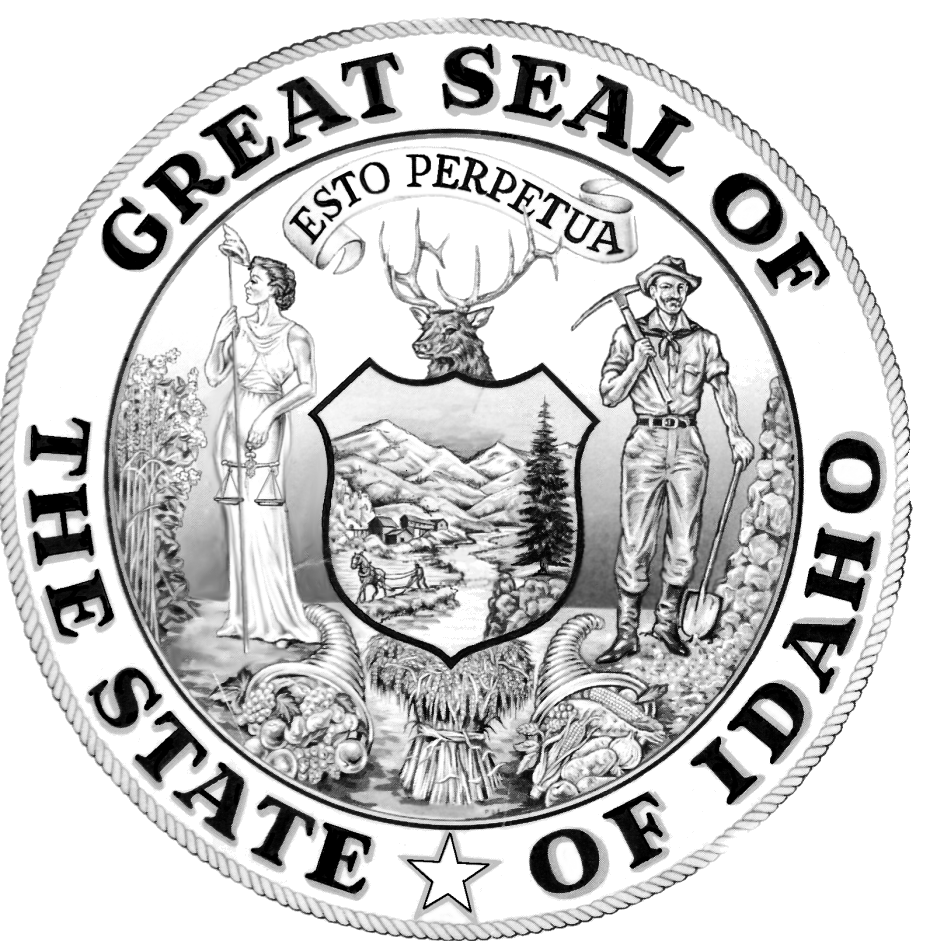 GREAT SEAL OF
THE STATE OF IDAHO
ESTO PERPETUA